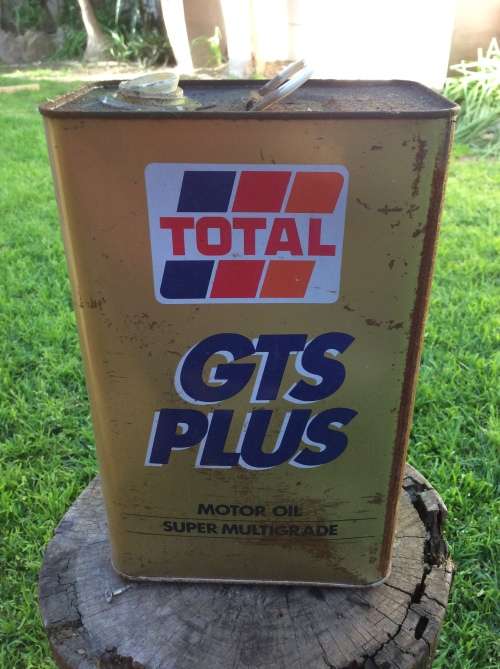 TOTAL
GTS
PLUS
MOTOR OIL
SUPER MULTIGRADE